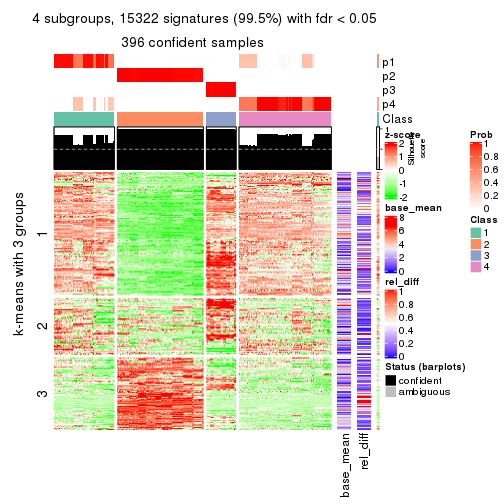 4 subgroups, 15322 signatures (99.5%) with fdr < 0.05
396 confident samples
p1
p2
p3
p4
Class
1
Silhouette
score
z-score
2
1
0
-1
-2
base_mean
8
6
4
2
0
rel_diff
1
0.8
0.6
0.4
0.2
0
Status (barplots)
confident
ambiguous
Prob
1
0.8
0.6
0.4
0.2
0
Class
1
2
3
4
k-means with 3 groups
1
2
3
base_mean
rel_diff